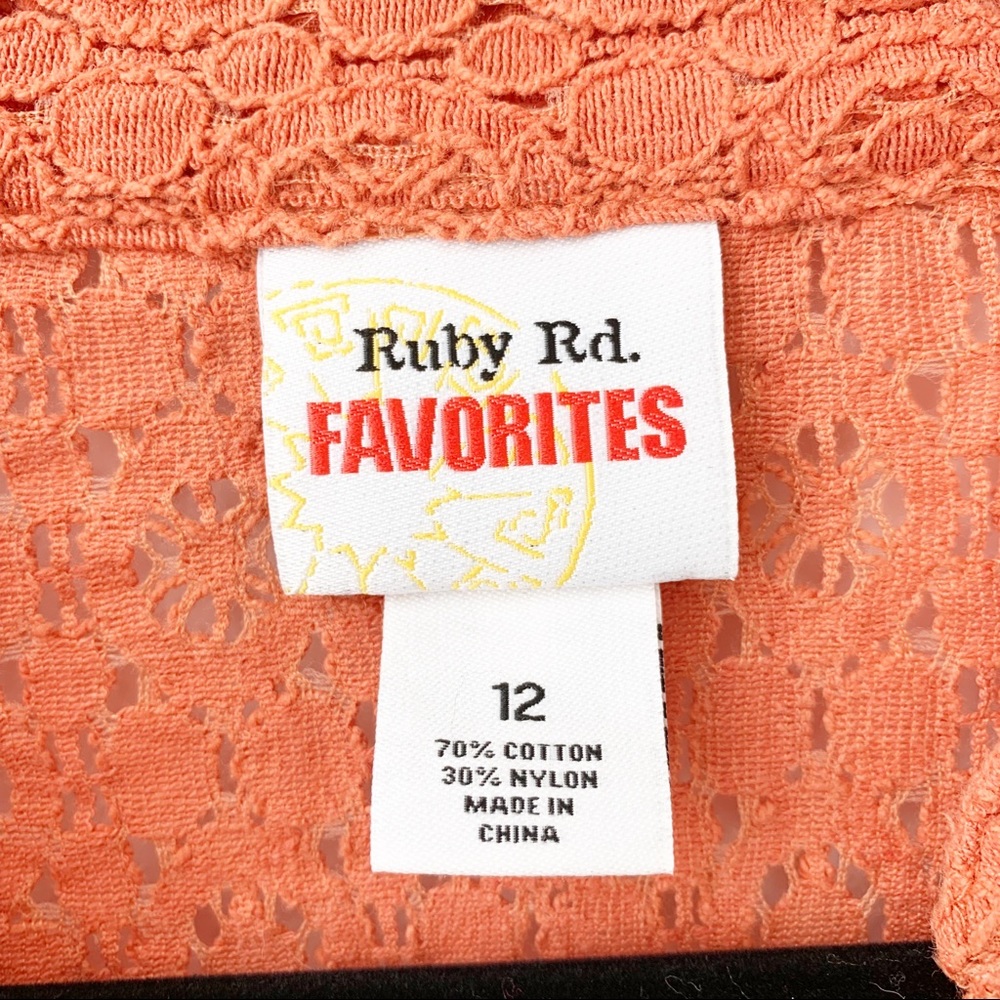 Ruby Rd.
FAVORITES
12
70% COTTON
30% NYLON
MADE IN
CHINA